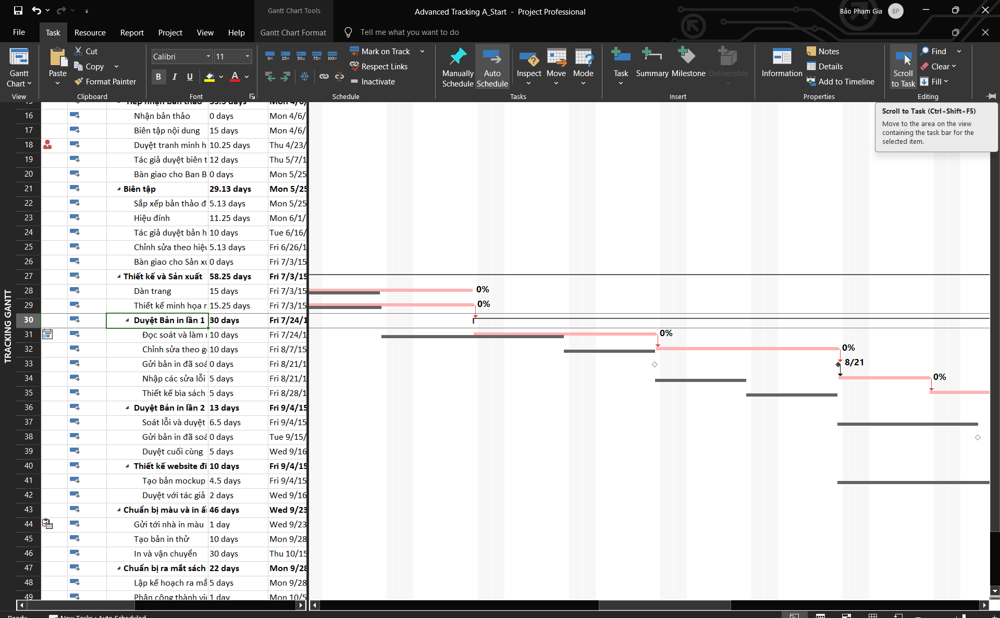 Gantt Chart Tools
Advanced Tracking A_Start - Project Professional
Bảo Phạm Gia BP
File Task Resource Report Project View Help Gantt Chart Format Tell me what you want to do
Gantt Chart
View
Paste
Cut
Copy
Format Painter
Clipboard
Calibri 11
B I U A
Font
0% 25% 50% 75% 100%
Mark on Track
Respect Links
Inactivate
Schedule
Manually Schedule
Auto Schedule
Inspect
Move
Mode
Tasks
Task
Summary
Milestone
Deliverable
Insert
Information
Notes
Details
Add to Timeline
Properties
Scroll to Task
Find
Clear
Fill
Editing
Scroll to Task (Ctrl+Shift+F5)
Move to the area on the view
containing the task bar for the
selected item.
TRACKING GANTT
16 Nhận bản thảo 0 days Mon 4/6/
17 Biên tập nội dung 15 days Mon 4/6/
18 Duyệt tranh minh h 10.25 days Thu 4/23/
19 Tác giả duyệt biên t 12 days Thu 5/7/1
20 Bàn giao cho Ban B 0 days Mon 5/25
21 Biên tập 29.13 days Mon 5/25
22 Sắp xếp bản thảo đ 5.13 days Mon 5/25
23 Hiệu đính 11.25 days Mon 6/1/
24 Tác giả duyệt bản h 10 days Tue 6/16/
25 Chỉnh sửa theo hiệu 5.13 days Fri 6/26/1
26 Bàn giao cho Sản xu 0 days Fri 7/3/15
27 Thiết kế và Sản xuất 58.25 days Fri 7/3/15
28 Dàn trang 15 days Fri 7/3/15 0%
29 Thiết kế minh họa r 15.25 days Fri 7/3/15 0%
30 Duyệt Bản in lần 1 30 days Fri 7/24/1
31 Đọc soát và làm 10 days Fri 7/24/1 0%
32 Chỉnh sửa theo g 10 days Fri 8/7/15 0%
33 Gửi bản in đã soá 0 days Fri 8/21/1 8/21
34 Nhập các sửa lỗi 5 days Fri 8/21/1 0%
35 Thiết kế bìa sách 5 days Fri 8/28/1
36 Duyệt Bản in lần 2 13 days Fri 9/4/15
37 Soát lỗi và duyệt 6.5 days Fri 9/4/15
38 Gửi bản in đã soá 0 days Tue 9/15/
39 Duyệt cuối cùng 5 days Wed 9/16
40 Thiết kế website đi 10 days Fri 9/4/15
41 Tạo bản mockup 4.5 days Fri 9/4/15
42 Duyệt với tác giả 2 days Wed 9/16
43 Chuẩn bị màu và in ấ 46 days Wed 9/23
44 Gửi tới nhà in màu 1 day Wed 9/23
45 Tạo bản in thử 10 days Mon 9/28
46 In và vận chuyển 30 days Thu 10/15
47 Chuẩn bị ra mắt sách 22 days Mon 9/28
48 Lập kế hoạch ra mắ 5 days Mon 9/28
49 Phân công thành viê 1 day Mon 10/5
New Tasks : Auto Scheduled